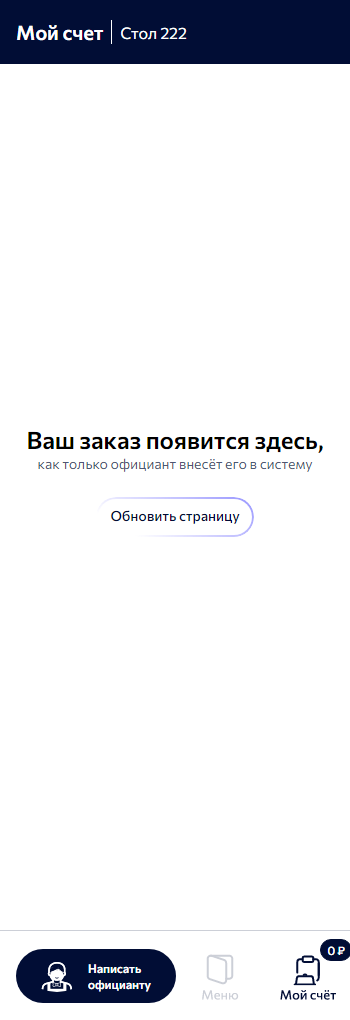 Мой счет
Стол 222
Ваш заказ появится здесь,
как только официант внесёт его в систему
Обновить страницу
Написать
официанту
Меню
0 ₽
Мой счёт